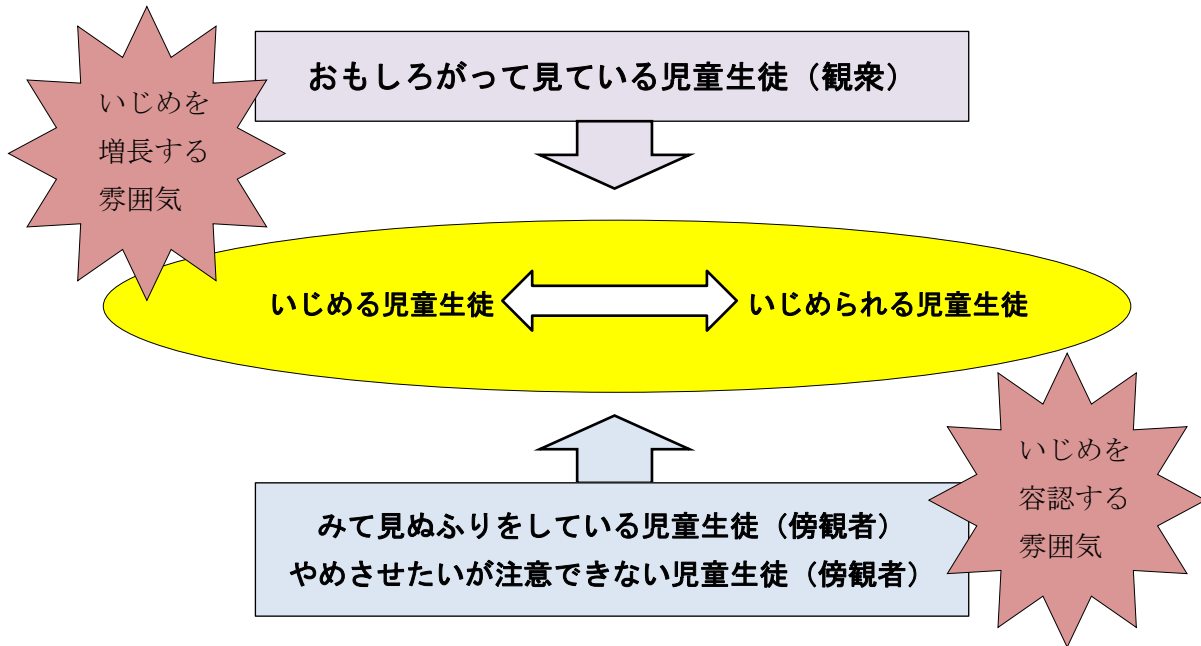 おもしろがって見ている児童生徒（観衆）
いじめを
増長する
雰囲気
いじめる児童生徒
いじめられる児童生徒
みて見ぬふりをしている児童生徒（傍観者）
やめさせたいが注意できない児童生徒（傍観者）
いじめを
容認する
雰囲気